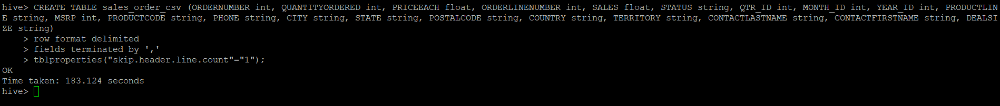 hive> CREATE TABLE sales_order_csv (ORDERNUMBER int, QUANTITYORDERED int, PRICEEACH float, ORDERLINENUMBER int, SALES float, STATUS string, QTR_ID int, MONTH_ID int, YEAR_ID int, PRODUCTLIN
E string, MSRP int, PRODUCTCODE string, PHONE string, CITY string, STATE string, POSTALCODE string, COUNTRY string, TERRITORY string, CONTACTLASTNAME string, CONTACTFIRSTNAME string, DEALSI
ZE string)
    > row format delimited
    > fields terminated by ','
    > tblproperties("skip.header.line.count"="1");
OK
Time taken: 183.124 seconds
hive>